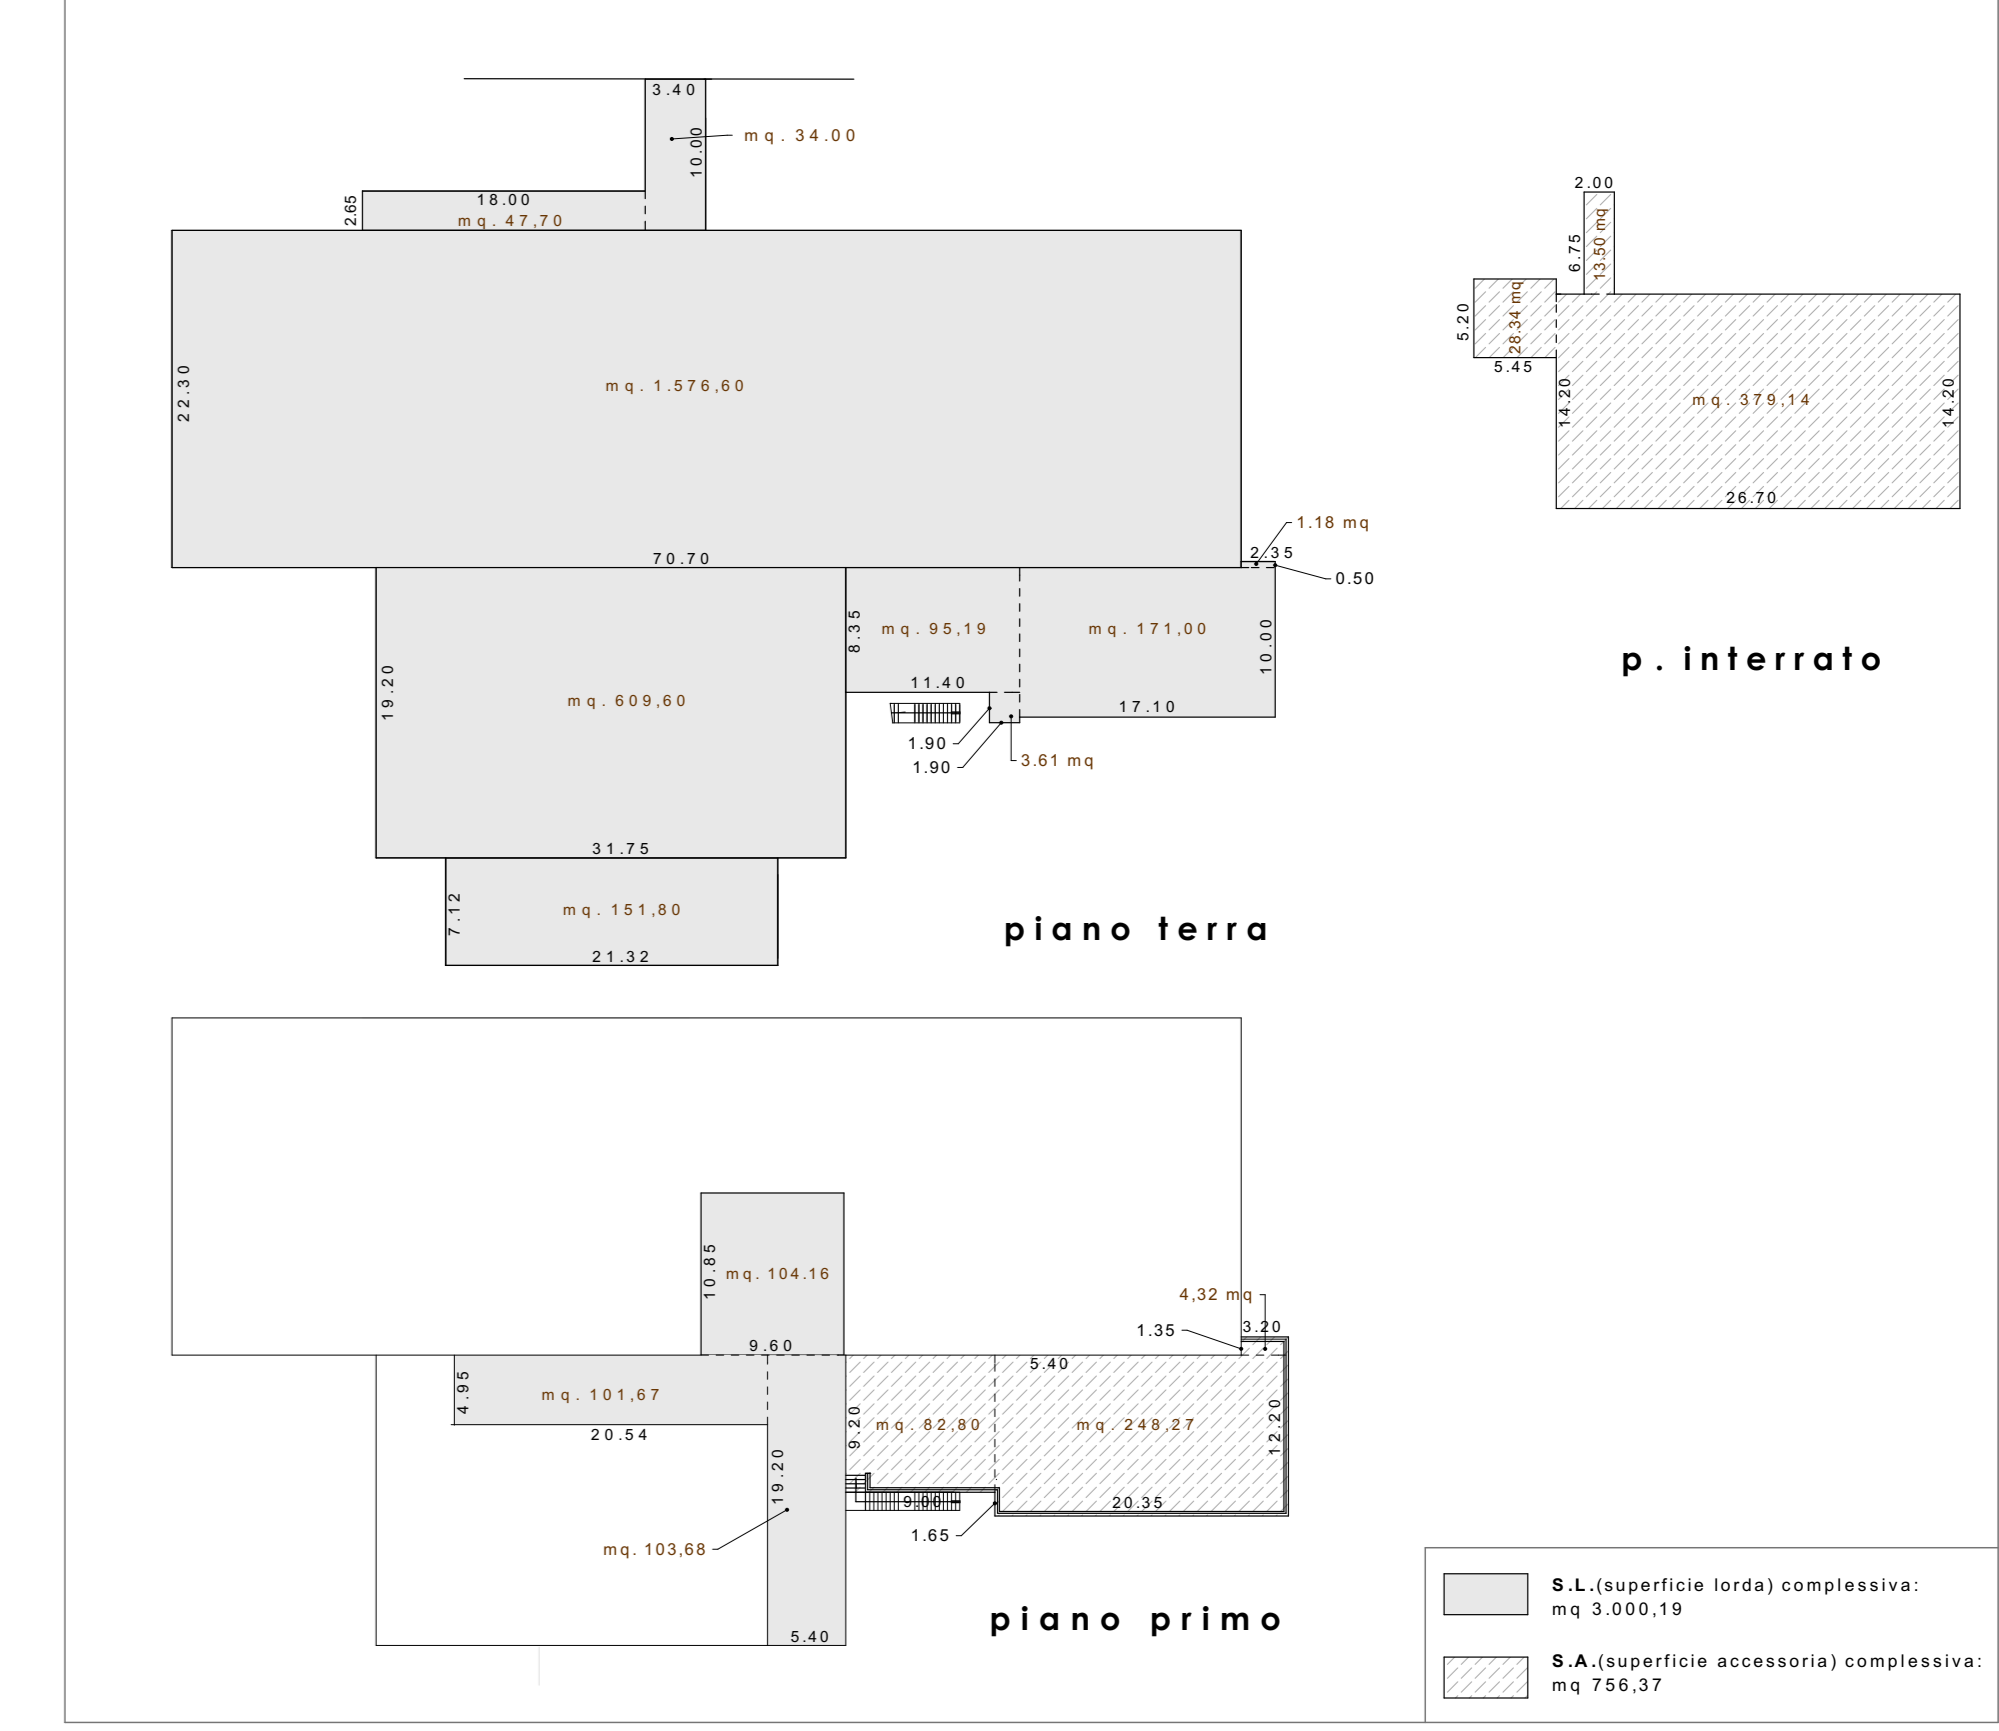 3.40
mq. 34.00
10.00
18.00
2.65
mq. 47,70
22.30
mq. 1.576,60
70.70
1.18 mq
2.35
0.50
8.35
mq. 95,19
mq. 171,00
10.00
11.40
17.10
1.90
1.90
3.61 mq
19.20
mq. 609,60
31.75
7.12
mq. 151,80
21.32
piano terra
2.00
6.75
13.50 mq
5.20
28.34 mq
5.45
14.20
mq. 379,14
14.20
26.70
p. interrato
10.85
mq. 104.16
9.60
4,32 mq
1.35
3.20
5.40
4.95
mq. 101,67
20.54
9.20
mq. 82,80
mq. 248,27
12.20
19.20
9.00
20.35
1.65
mq. 103,68
5.40
piano primo
S.L.(superficie lorda) complessiva:
mq 3.000,19
S.A.(superficie accessoria) complessiva:
mq 756,37